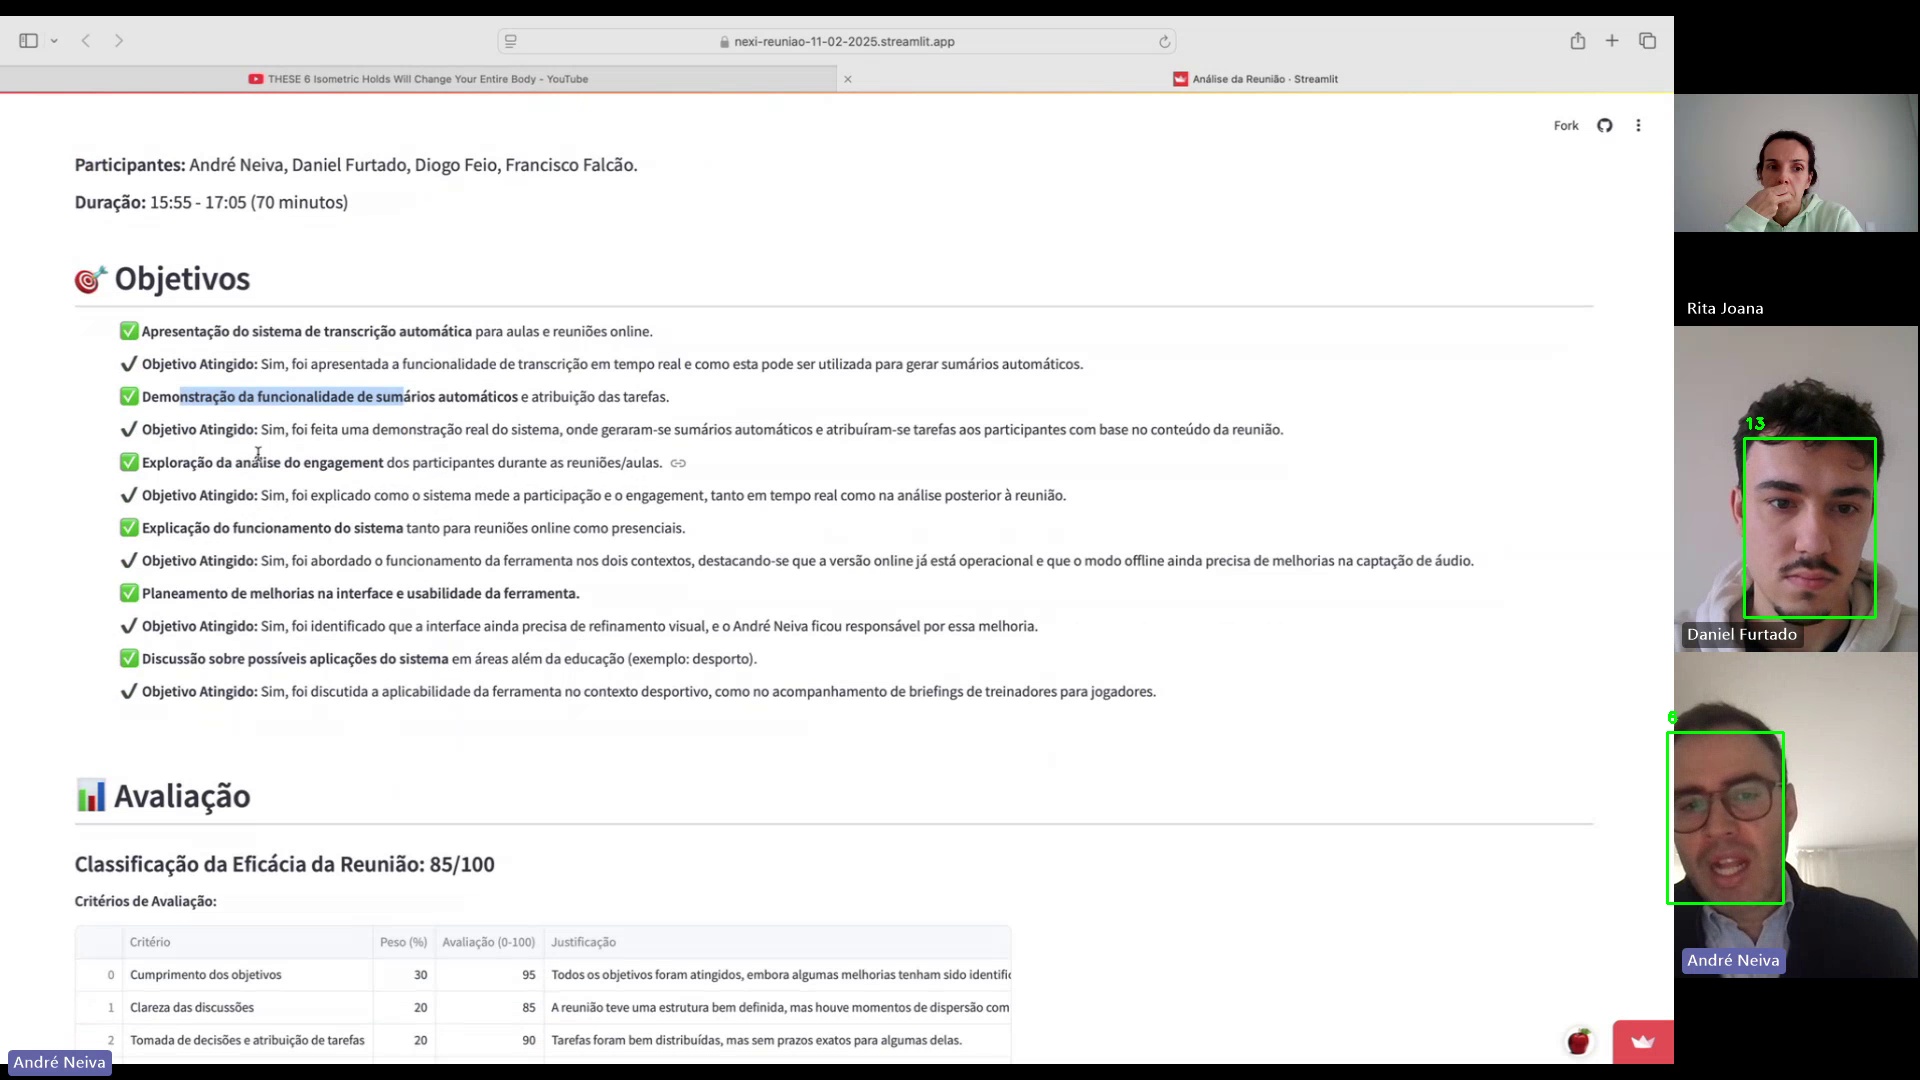 nexi-reuniao-11-02-2025.streamlit.app
THESE 6 Isometric Holds Will Change Your Entire Body - YouTube
Análise da Reunião · Streamlit
Fork
Participantes: André Neiva, Daniel Furtado, Diogo Feio, Francisco Falcão.
Duração: 15:55 - 17:05 (70 minutos)
🎯 Objetivos
✅ Apresentação do sistema de transcrição automática para aulas e reuniões online.
✔ Objetivo Atingido: Sim, foi apresentada a funcionalidade de transcrição em tempo real e como esta pode ser utilizada para gerar sumários automáticos.
✅ Demonstração da funcionalidade de sumários automáticos e atribuição das tarefas.
✔ Objetivo Atingido: Sim, foi feita uma demonstração real do sistema, onde geraram-se sumários automáticos e atribuíram-se tarefas aos participantes com base no conteúdo da reunião.
✅ Exploração da análise do engagement dos participantes durante as reuniões/aulas.
✔ Objetivo Atingido: Sim, foi explicado como o sistema mede a participação e o engagement, tanto em tempo real como na análise posterior à reunião.
✅ Explicação do funcionamento do sistema tanto para reuniões online como presenciais.
✔ Objetivo Atingido: Sim, foi abordado o funcionamento da ferramenta nos dois contextos, destacando-se que a versão online já está operacional e que o modo offline ainda precisa de melhorias na captação de áudio.
✅ Planeamento de melhorias na interface e usabilidade da ferramenta.
✔ Objetivo Atingido: Sim, foi identificado que a interface ainda precisa de refinamento visual, e o André Neiva ficou responsável por essa melhoria.
✅ Discussão sobre possíveis aplicações do sistema em áreas além da educação (exemplo: desporto).
✔ Objetivo Atingido: Sim, foi discutida a aplicabilidade da ferramenta no contexto desportivo, como no acompanhamento de briefings de treinadores para jogadores.
📊 Avaliação
Classificação da Eficácia da Reunião: 85/100
Critérios de Avaliação:
Critério Peso (%) Avaliação (0-100) Justificação
0 Cumprimento dos objetivos 30 95 Todos os objetivos foram atingidos, embora algumas melhorias tenham sido identific
1 Clareza das discussões 20 85 A reunião teve uma estrutura bem definida, mas houve momentos de dispersão com
2 Tomada de decisões e atribuição de tarefas 20 90 Tarefas foram bem distribuídas, mas sem prazos exatos para algumas delas.
André Neiva
Rita Joana
13
Daniel Furtado
6
André Neiva